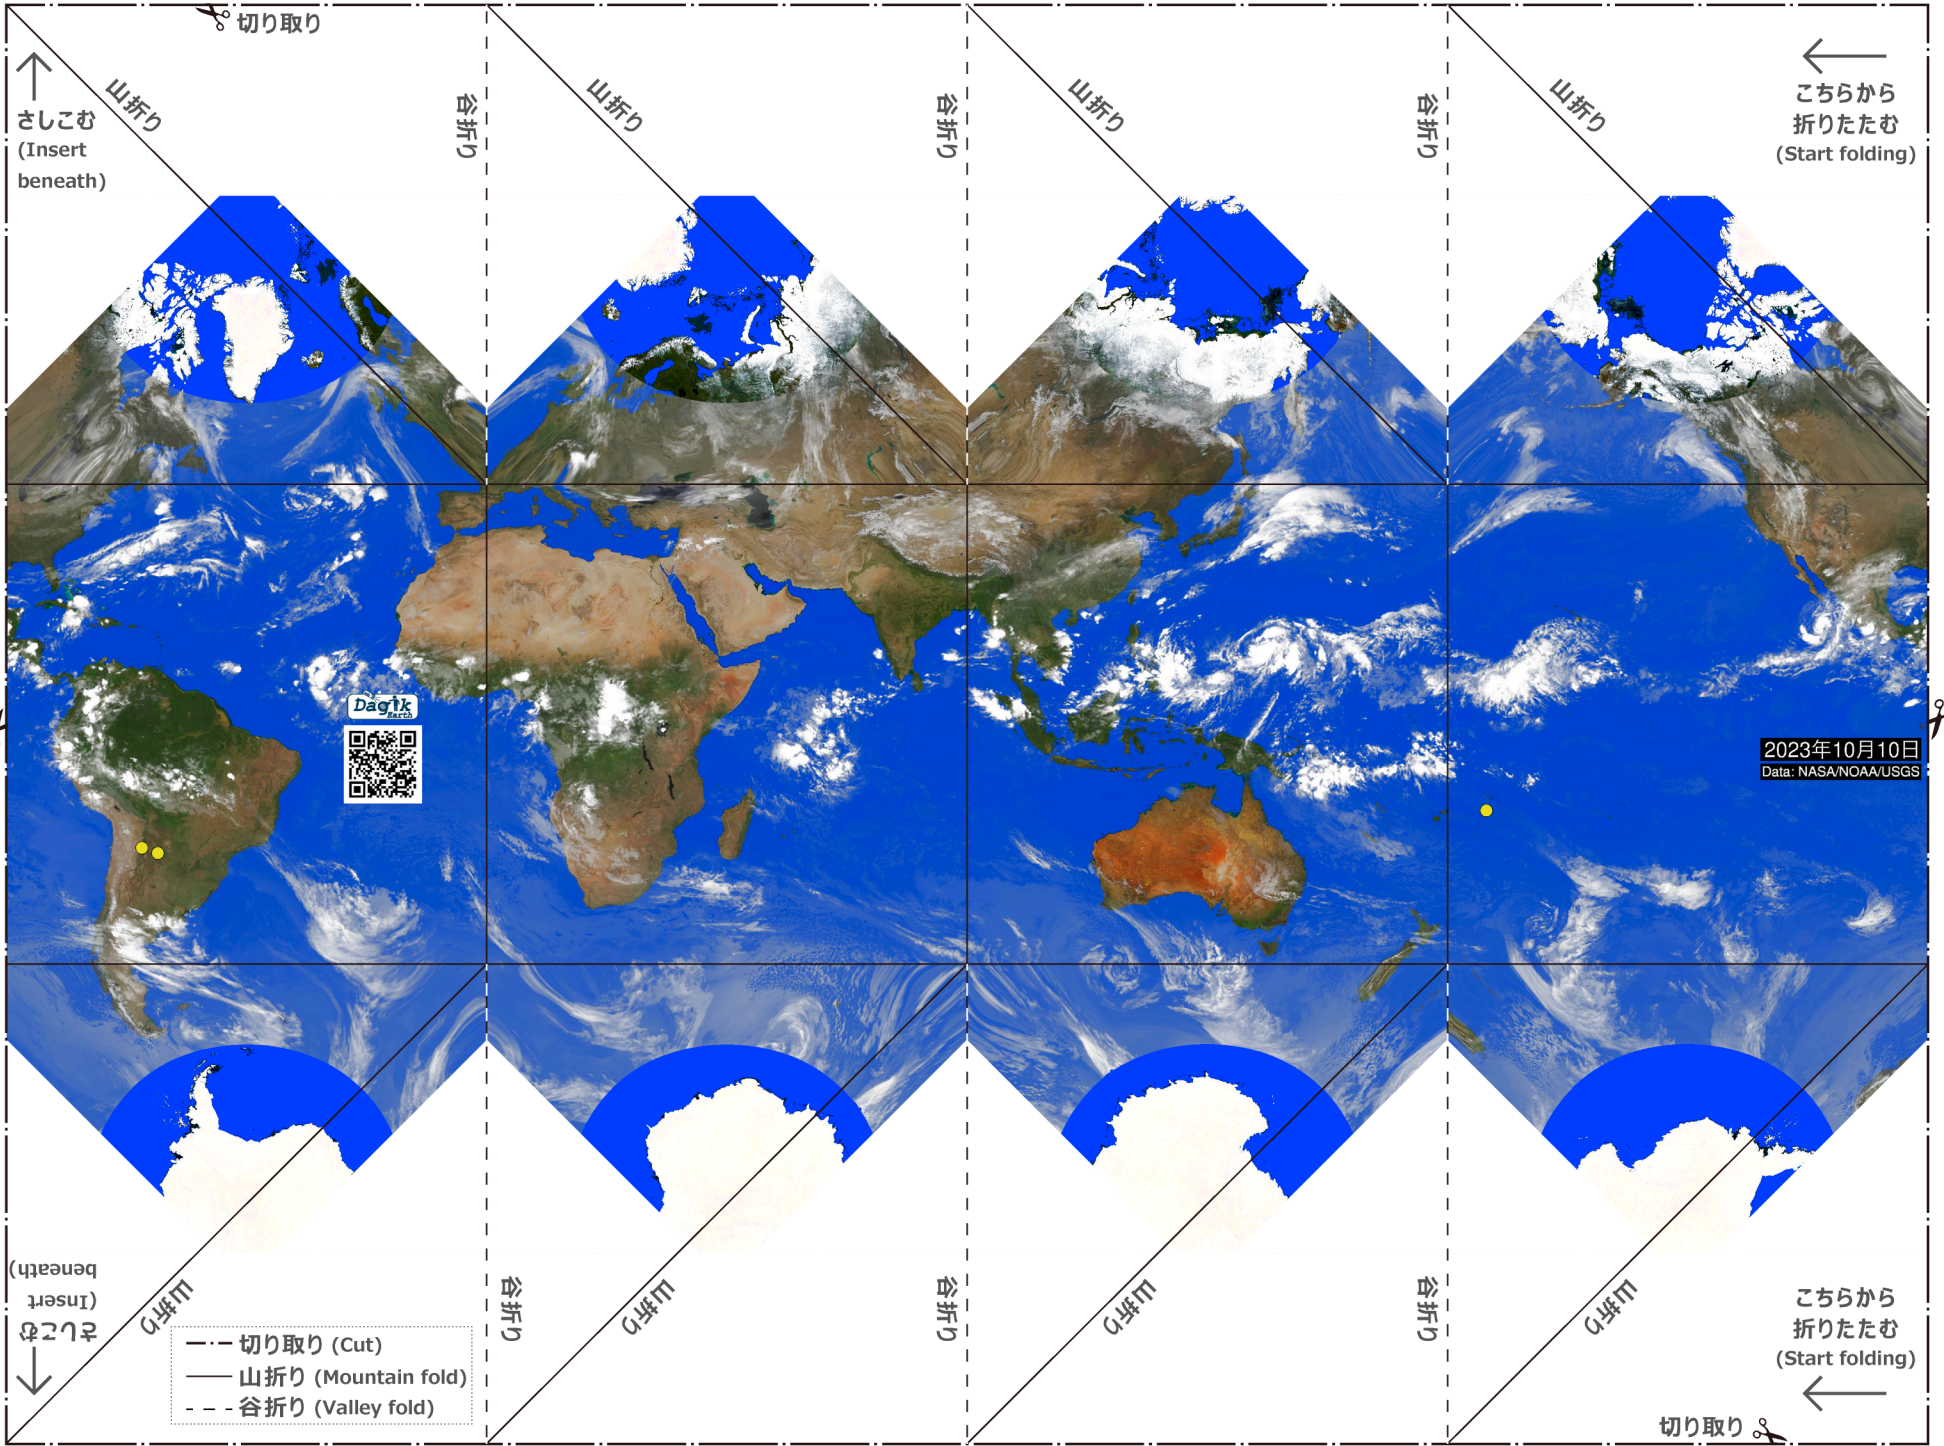 切り取り
山折り
谷折り
山折り
谷折り
山折り
谷折り
山折り
さしこむ
(Insert
beneath)
こちらから
折りたたむ
(Start folding)
Dagik
Earth
2023年10月10日
Data: NASA/NOAA/USGS
さしこむ
(Insert
beneath)
山折り
谷折り
山折り
谷折り
山折り
谷折り
山折り
こちらから
折りたたむ
(Start folding)
切り取り (Cut)
山折り (Mountain fold)
谷折り (Valley fold)
切り取り